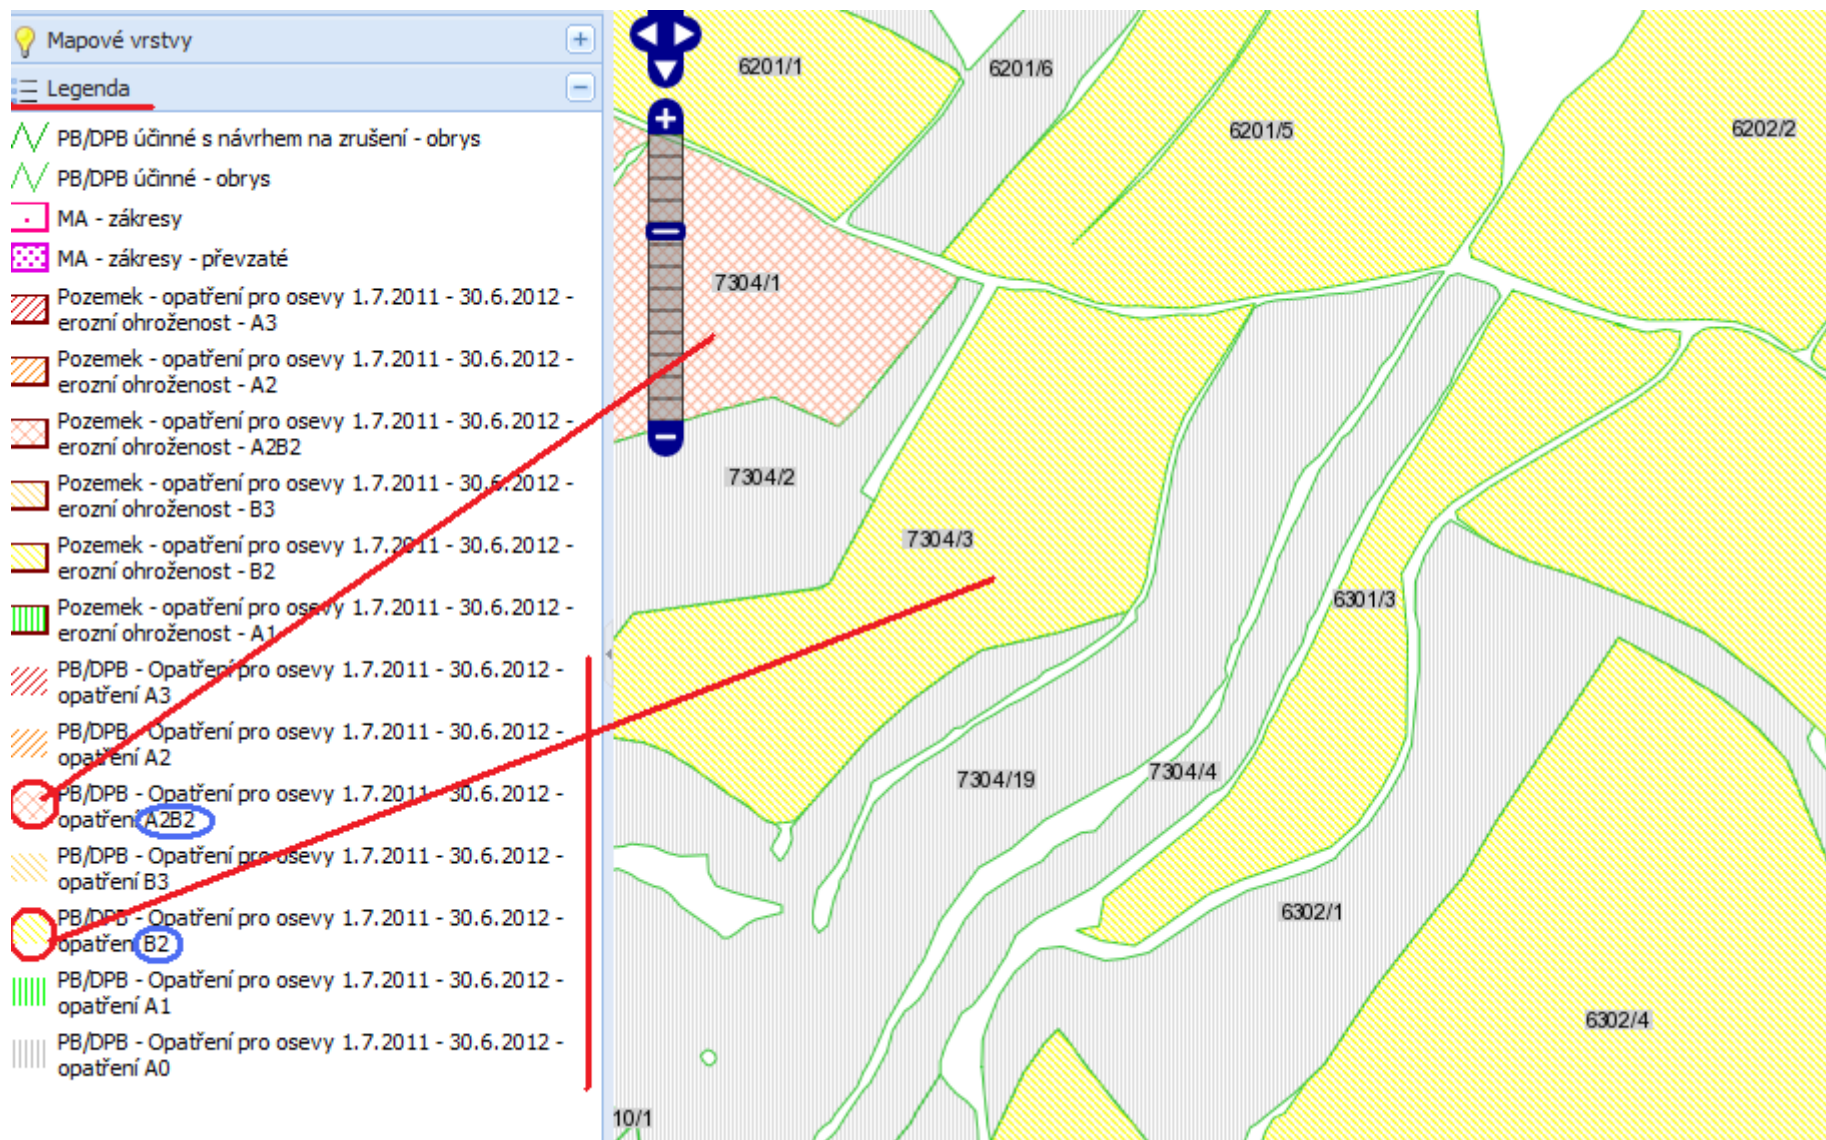 Mapové vrstvy
Legenda
PB/DPB účinné s návrhem na zrušení - obrys
PB/DPB účinné - obrys
MA - zákresy
MA - zákresy - převzaté
Pozemek - opatření pro osevy 1.7.2011 - 30.6.2012 -
erozní ohroženost - A3
Pozemek - opatření pro osevy 1.7.2011 - 30.6.2012 -
erozní ohroženost - A2
Pozemek - opatření pro osevy 1.7.2011 - 30.6.2012 -
erozní ohroženost - A2B2
Pozemek - opatření pro osevy 1.7.2011 - 30.6.2012 -
erozní ohroženost - B3
Pozemek - opatření pro osevy 1.7.2011 - 30.6.2012 -
erozní ohroženost - B2
Pozemek - opatření pro osevy 1.7.2011 - 30.6.2012 -
erozní ohroženost - A1
PB/DPB - Opatření pro osevy 1.7.2011 - 30.6.2012 -
opatření A3
PB/DPB - Opatření pro osevy 1.7.2011 - 30.6.2012 -
opatření A2
PB/DPB - Opatření pro osevy 1.7.2011 - 30.6.2012 -
opatření A2B2
PB/DPB - Opatření pro osevy 1.7.2011 - 30.6.2012 -
opatření B3
PB/DPB - Opatření pro osevy 1.7.2011 - 30.6.2012 -
opatření B2
PB/DPB - Opatření pro osevy 1.7.2011 - 30.6.2012 -
opatření A1
PB/DPB - Opatření pro osevy 1.7.2011 - 30.6.2012 -
opatření A0
6201/1
6201/6
6201/5
6202/2
7304/1
7304/2
7304/3
6301/3
7304/19
7304/4
6302/1
6302/4
10/1